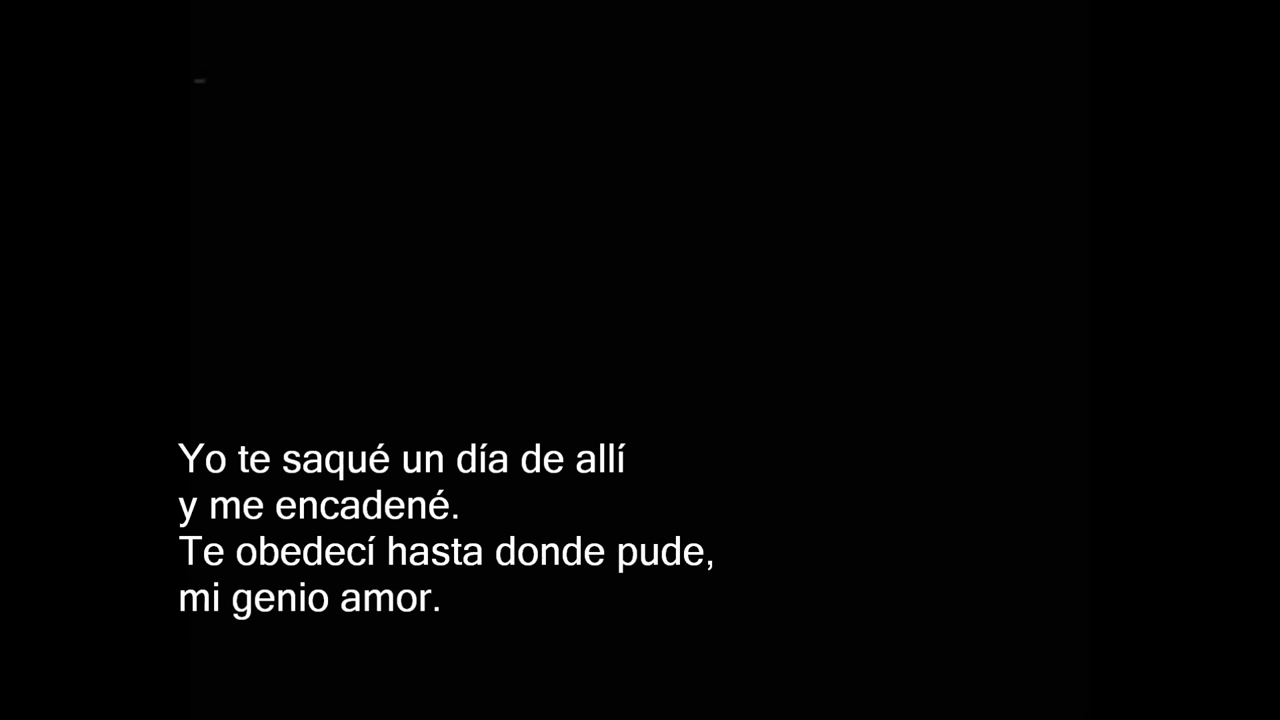 Yo te saqué un día de allí
y me encadené.
Te obedecí hasta donde pude,
mi genio amor.